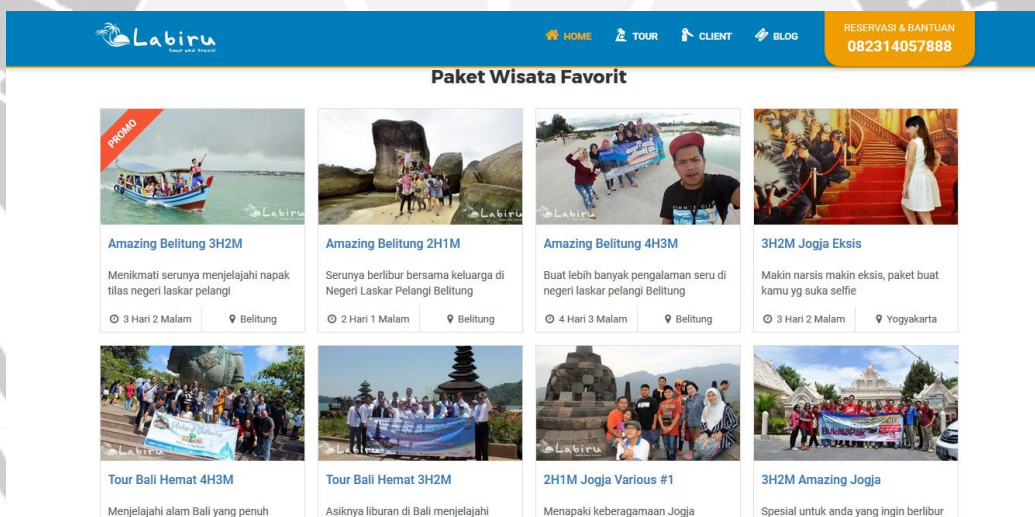 Labiru
tour and travel
HOME
TOUR
CLIENT
BLOG
RESERVASI & BANTUAN
082314057888
Paket Wisata Favorit
PROMO
Labiru
Labiru
Labiru
Amazing Belitung 3H2M
Amazing Belitung 2H1M
Amazing Belitung 4H3M
3H2M Jogja Eksis
Menikmati serunya menjelajahi napak
tilas negeri laskar pelangi
Serunya berlibur bersama keluarga di
Negeri Laskar Pelangi Belitung
Buat lebih banyak pengalaman seru di
negeri laskar pelangi Belitung
Makin narsis makin eksis, paket buat
kamu yg suka selfie
3 Hari 2 Malam
Belitung
2 Hari 1 Malam
Belitung
4 Hari 3 Malam
Belitung
3 Hari 2 Malam
Yogyakarta
Labiru
Labiru
Labiru
BukaLapak
Tour Bali Hemat 4H3M
Tour Bali Hemat 3H2M
2H1M Jogja Various #1
3H2M Amazing Jogja
Menjelajahi alam Bali yang penuh
Asiknya liburan di Bali menjelajahi
Menapaki keberagamaan Jogja
Spesial untuk anda yang ingin berlibur